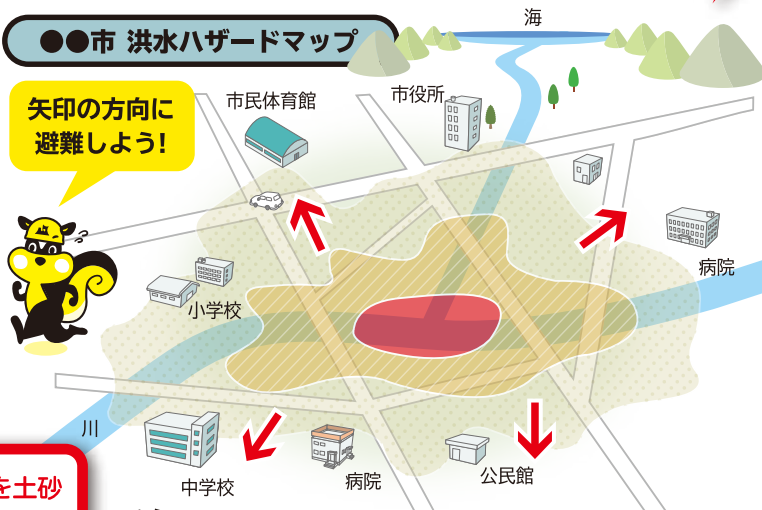 ●●市 洪水ハザードマップ
海
矢印の方向に
避難しよう!
市民体育館
市役所
病院
小学校
川
中学校
病院
公民館
を土砂